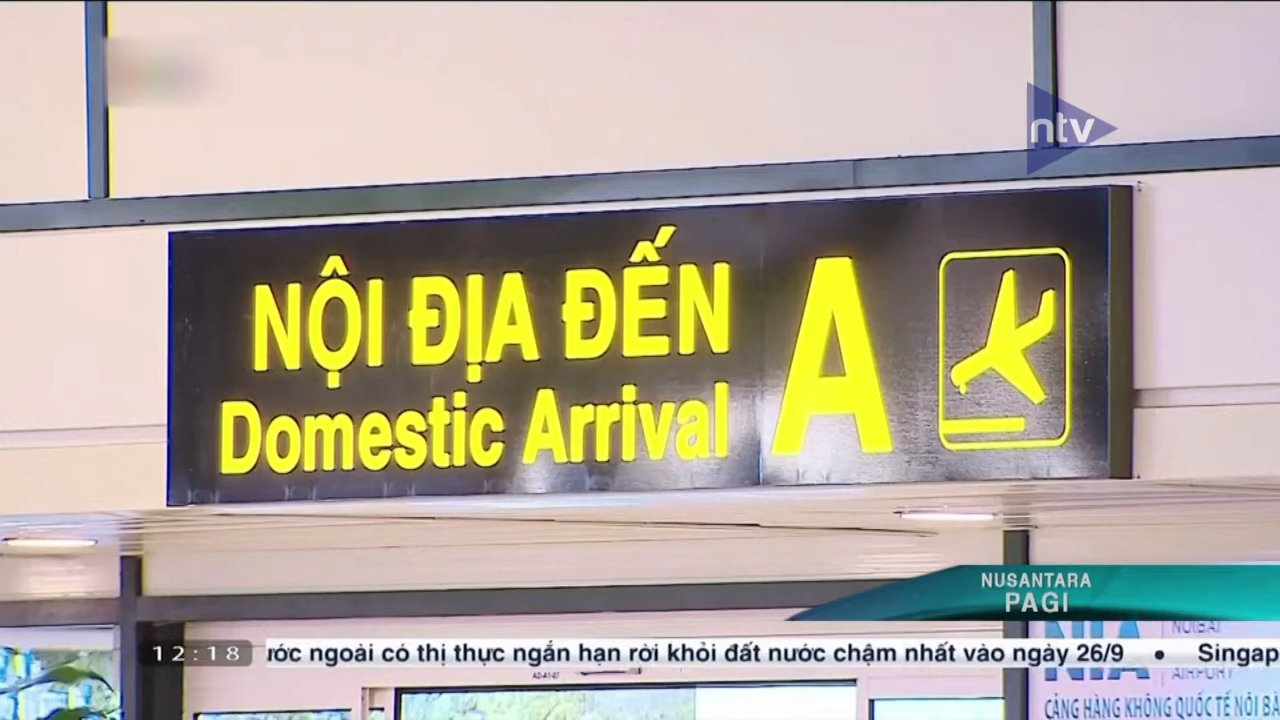 ntv
NỘI ĐỊA ĐẾN
Domestic Arrival
A
NUSANTARA
PAGI
12:18
ước ngoài có thị thực ngắn hạn rời khỏi đất nước chậm nhất vào ngày 26/9 • Singap
NIA
NOIBAI
AIRPORT
CẢNG HÀNG KHÔNG QUỐC TẾ NỘI BÀ